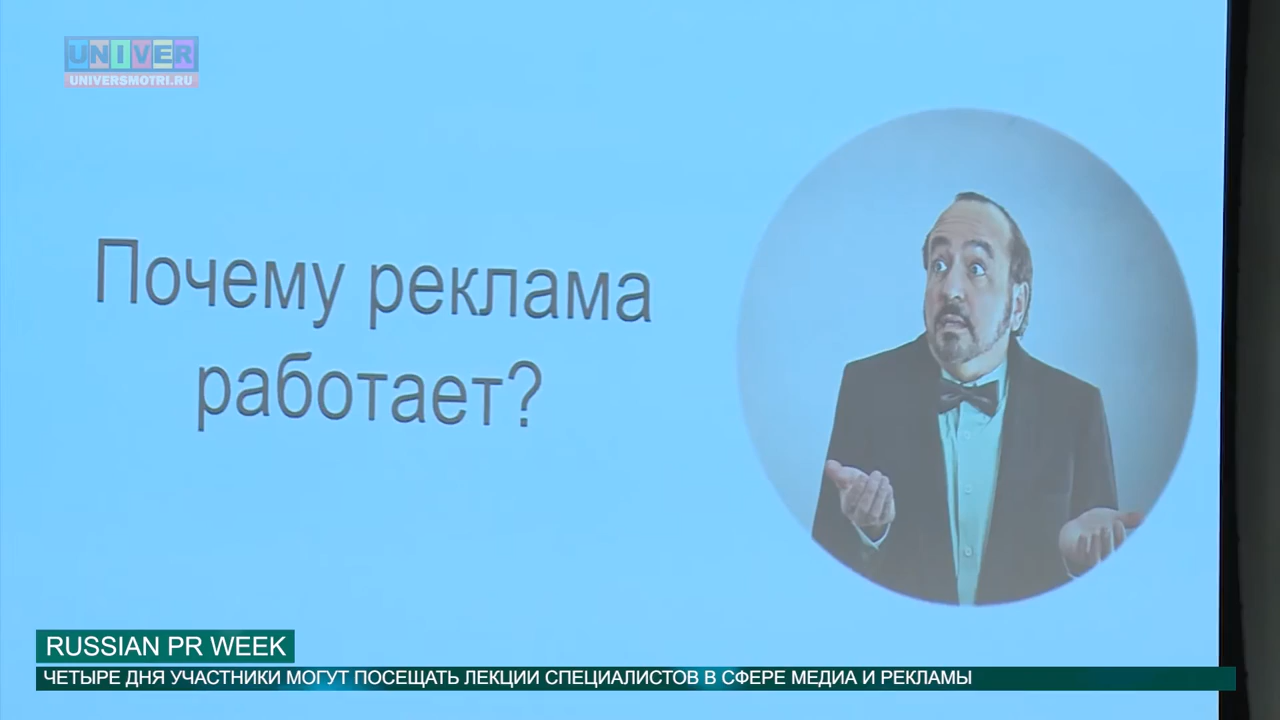 UNIVER
UNIVERSMOTRI.RU
Почему реклама
работает?
RUSSIAN PR WEEK
ЧЕТЫРЕ ДНЯ УЧАСТНИКИ МОГУТ ПОСЕЩАТЬ ЛЕКЦИИ СПЕЦИАЛИСТОВ В СФЕРЕ МЕДИА И РЕКЛАМЫ